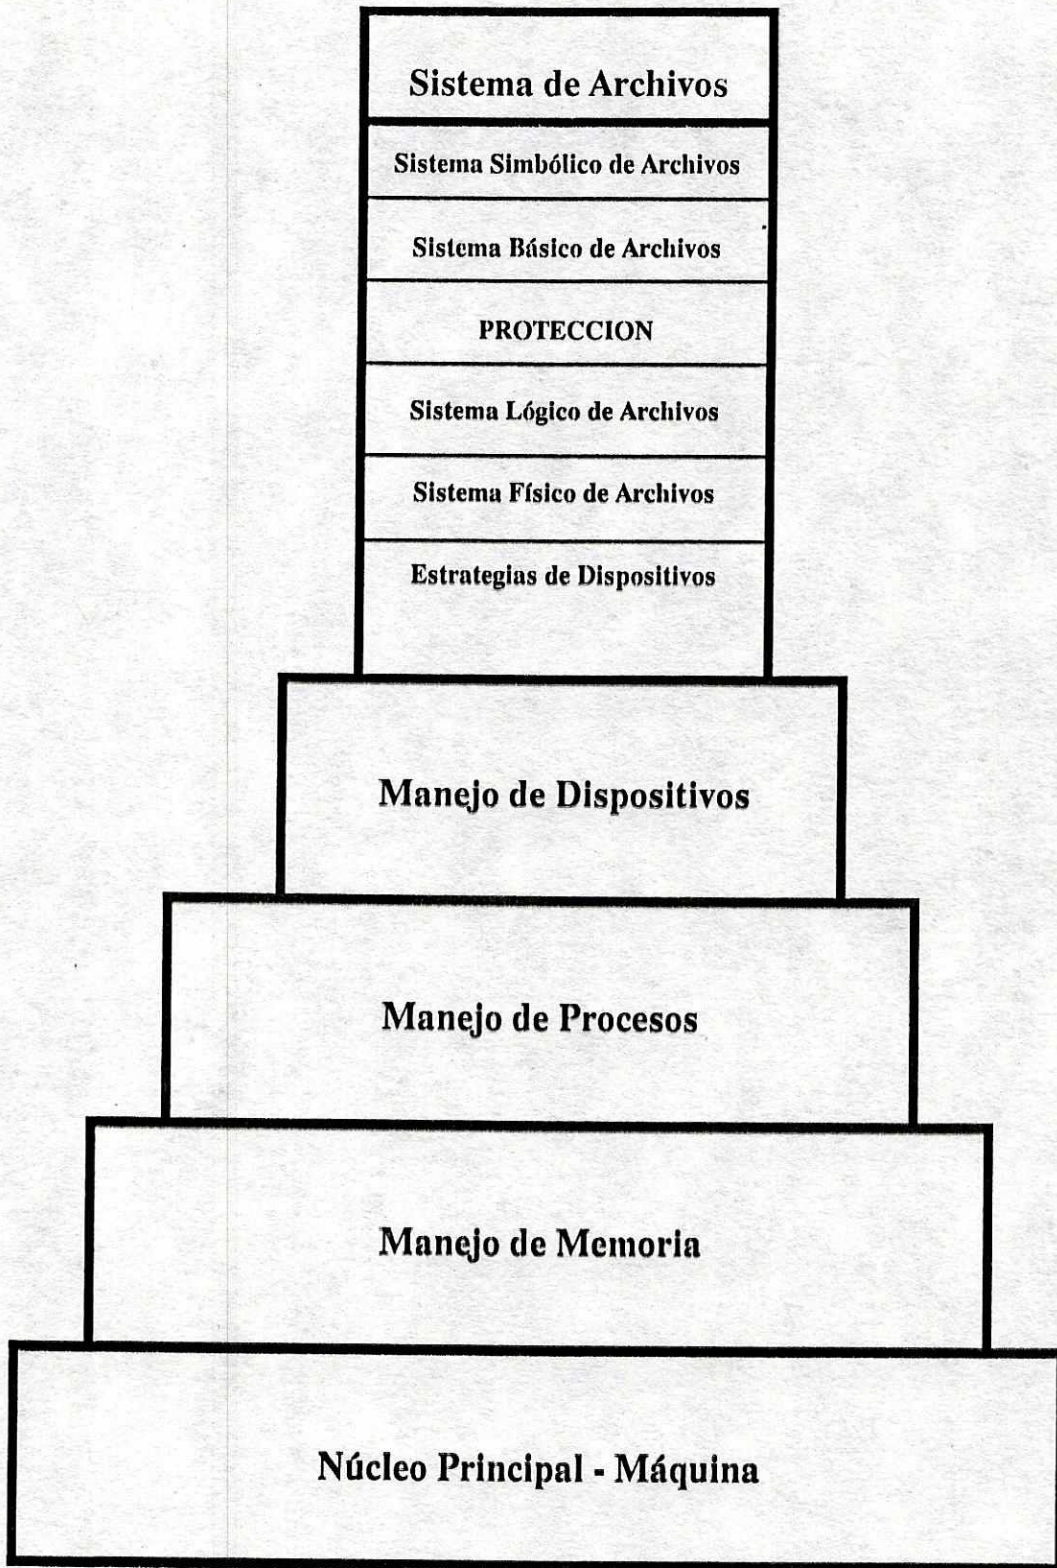 Sistema de Archivos
Sistema Simbólico de Archivos
Sistema Básico de Archivos
PROTECCION
Sistema Lógico de Archivos
Sistema Físico de Archivos
Estrategias de Dispositivos
Manejo de Dispositivos
Manejo de Procesos
Manejo de Memoria
Núcleo Principal - Máquina